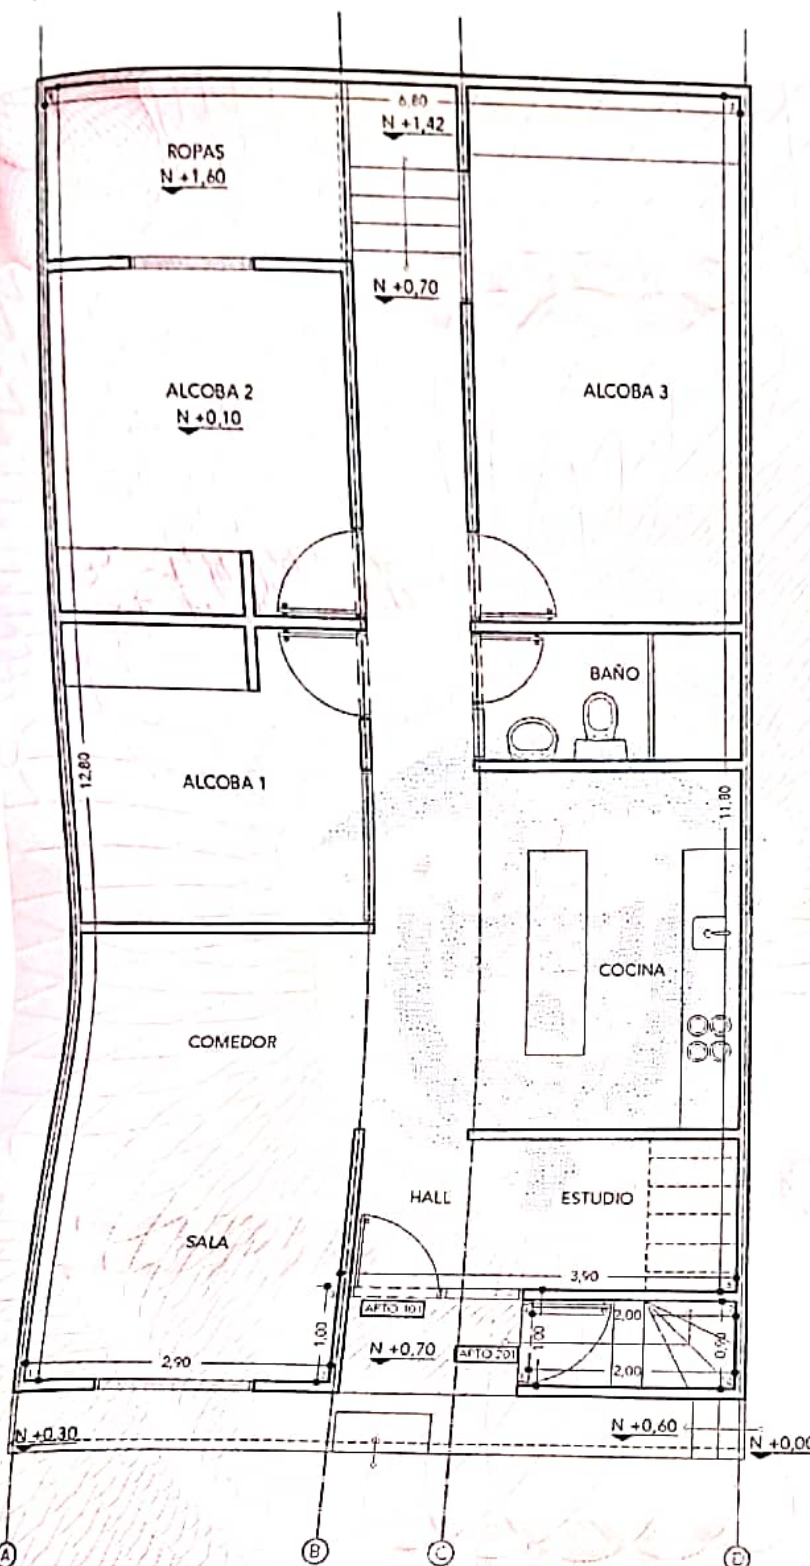 6,80
N +1,42
ROPAS
N +1,60
N +0,70
ALCOBA 2
N +0,10
ALCOBA 3
BAÑO
12,80
ALCOBA 1
11,80
COCINA
COMEDOR
HALL
ESTUDIO
SALA
3,90
APTO 101
1,00
2,90
N +0,70
APTO 201
1,00
2,00
0,90
2,00
N +0,30
N +0,60
N +0,00
A
B
C
D